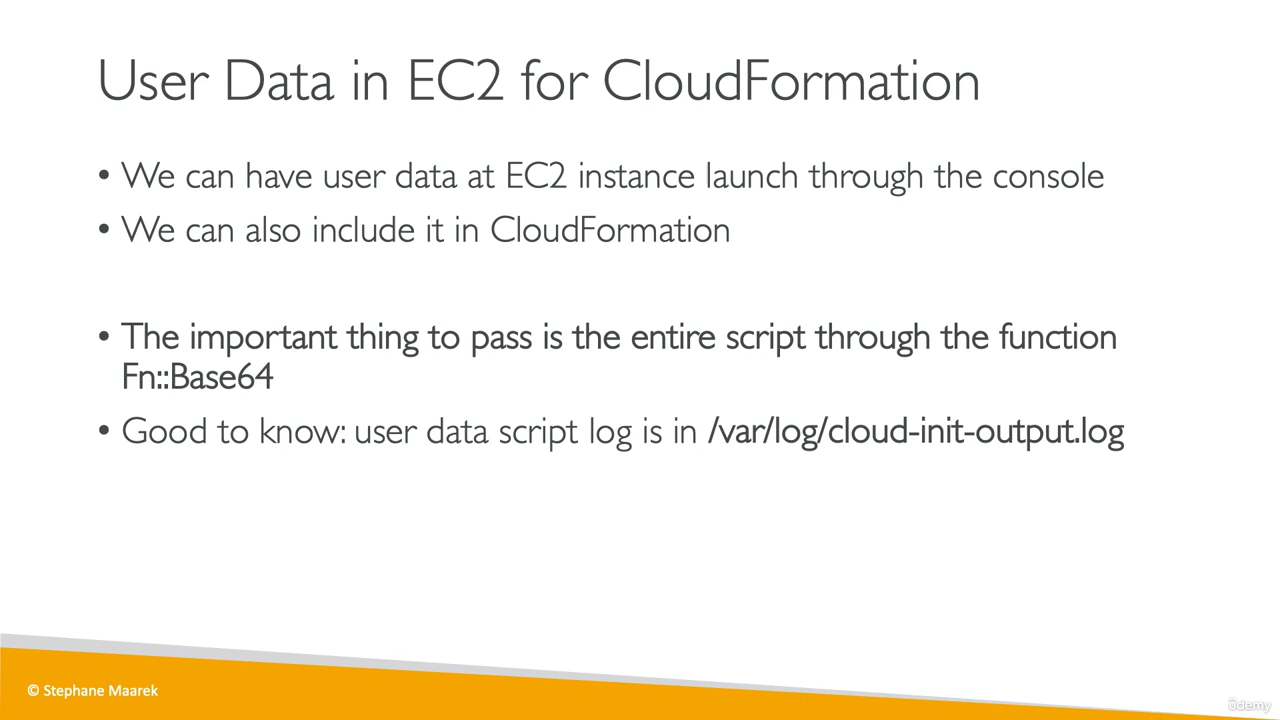 User Data in EC2 for CloudFormation
• We can have user data at EC2 instance launch through the console
• We can also include it in CloudFormation
• The important thing to pass is the entire script through the function
Fn::Base64
• Good to know: user data script log is in /var/log/cloud-init-output.log
© Stephane Maarek
ûdemy